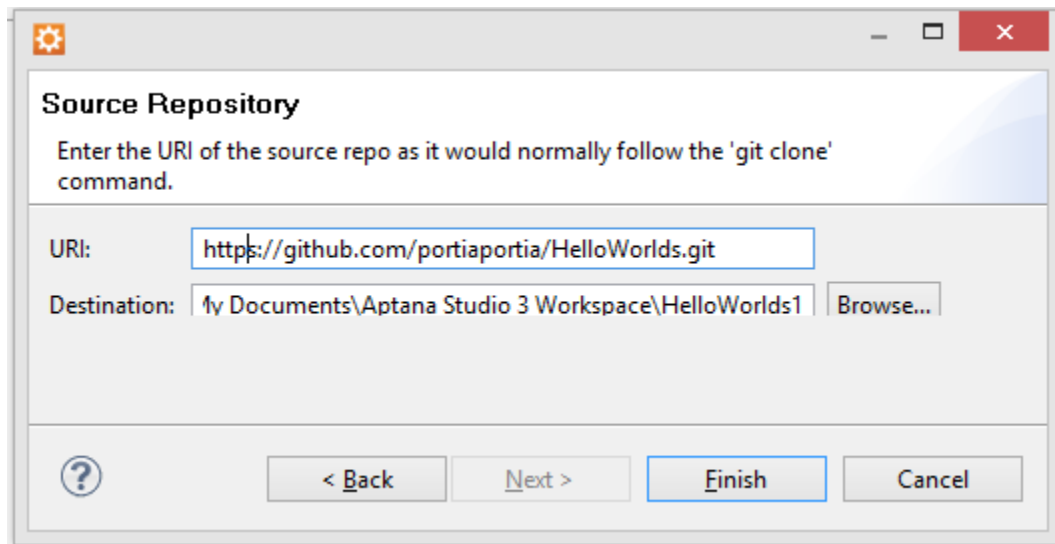 Source Repository
Enter the URI of the source repo as it would normally follow the 'git clone'
command.
URI: https://github.com/portiaportia/HelloWorlds.git
Destination: My Documents\Aptana Studio 3 Workspace\HelloWorlds1 Browse...
< Back Next > Finish Cancel